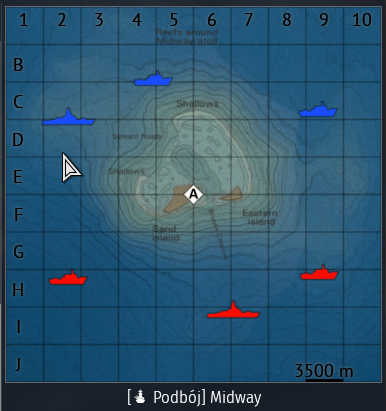 1 2 3 4 5 6 7 8 9 10
Reefs around
Midway atoll
B
Shallows
C
D
Shallows
E
A
F
Eastern
island
Sand
island
G
H
I
J
3500 m
[Podbój] Midway